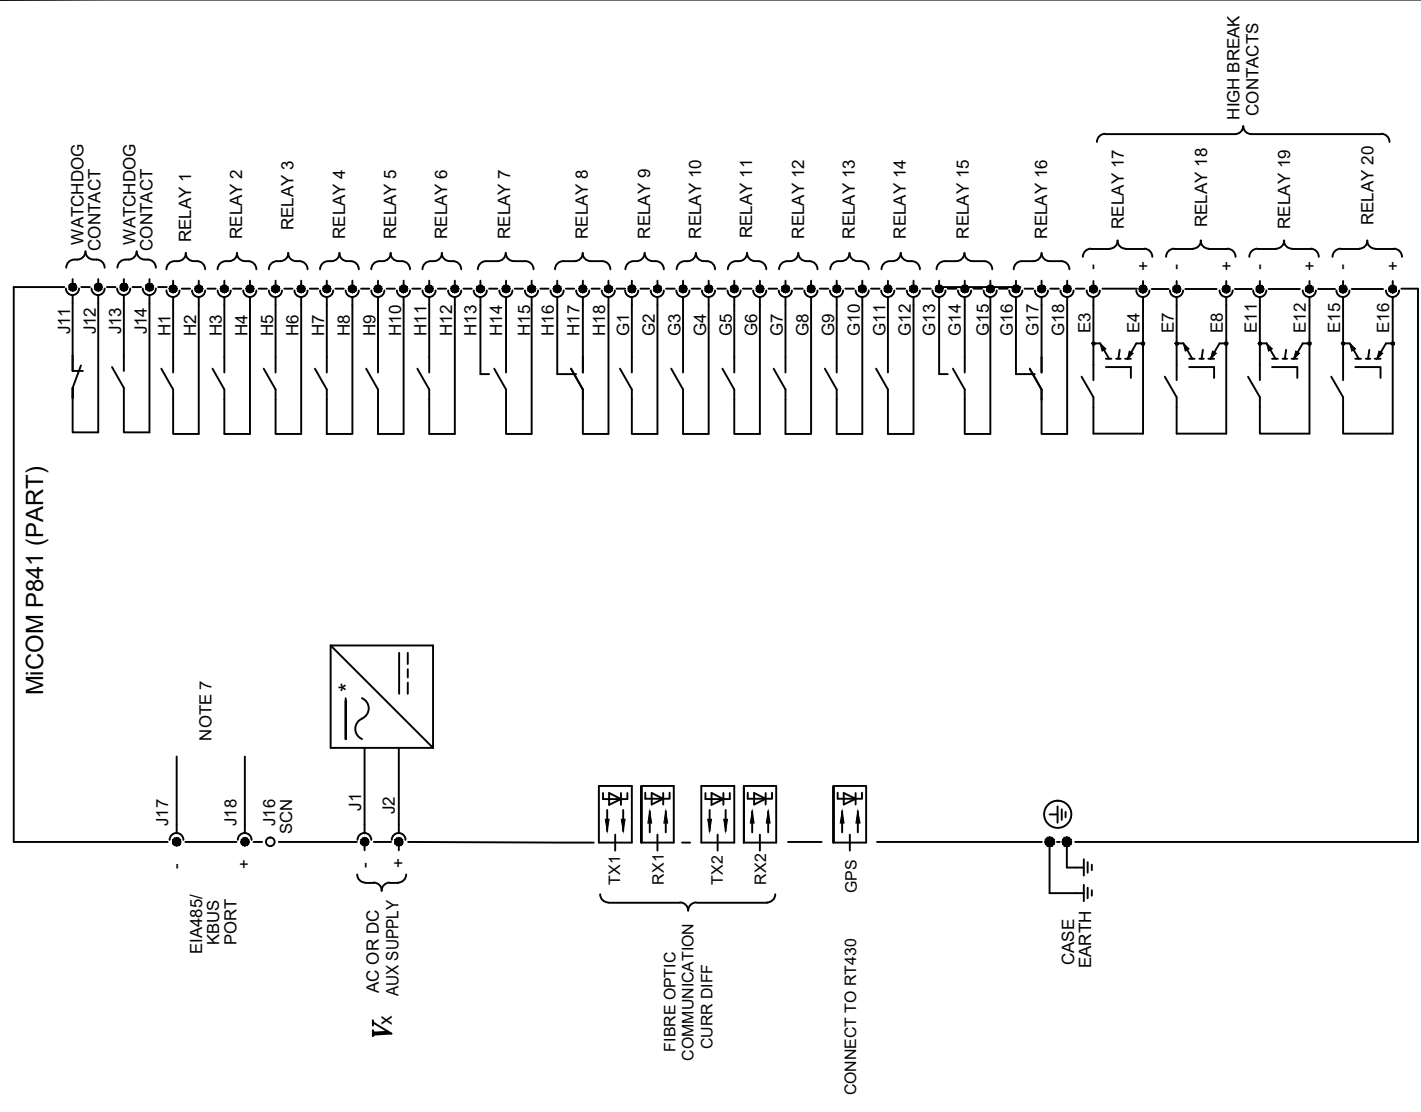 MiCOM P841 (PART)
HIGH BREAK
CONTACTS
WATCHDOG
CONTACT
WATCHDOG
CONTACT
RELAY 1
RELAY 2
RELAY 3
RELAY 4
RELAY 5
RELAY 6
RELAY 7
RELAY 8
RELAY 9
RELAY 10
RELAY 11
RELAY 12
RELAY 13
RELAY 14
RELAY 15
RELAY 16
RELAY 17
RELAY 18
RELAY 19
RELAY 20
- +
- +
- +
- +
J11
J12
J13
J14
H1
H2
H3
H4
H5
H6
H7
H8
H9
H10
H11
H12
H13
H14
H15
H16
H17
H18
G1
G2
G3
G4
G5
G6
G7
G8
G9
G10
G11
G12
G13
G14
G15
G16
G17
G18
E3
E4
E7
E8
E11
E12
E15
E16
NOTE 7
*
J17
J18
J16
SCN
J1
J2
-
+
-
+
EIA485/
KBUS
PORT
AC OR DC
AUX SUPPLY
Vx
TX1
RX1
TX2
RX2
GPS
FIBRE OPTIC
COMMUNICATION
CURR DIFF
CONNECT TO RT430
CASE
EARTH